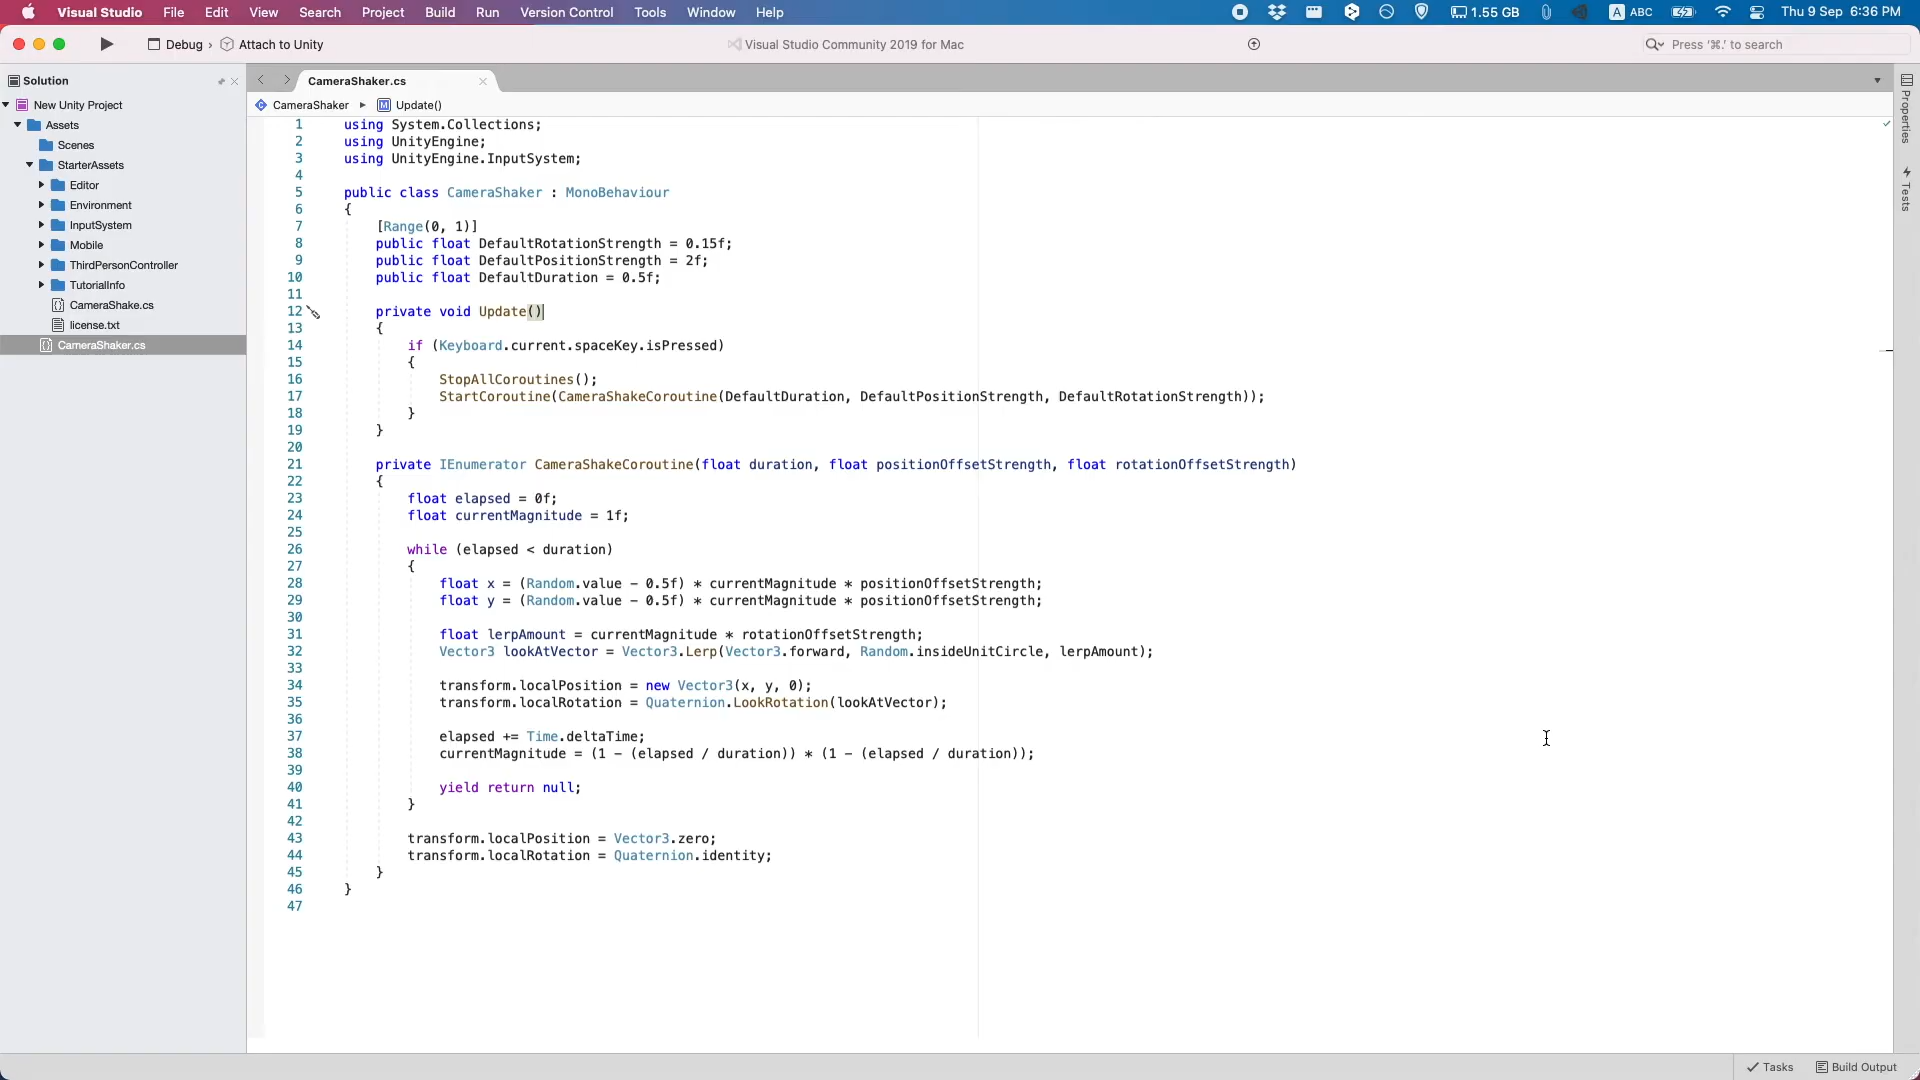 Visual Studio File Edit View Search Project Build Run Version Control Tools Window Help 1.55 GB A ABC Thu 9 Sep 6:36 PM
Debug › Attach to Unity Visual Studio Community 2019 for Mac Press '⌘.' to search
Solution
New Unity Project
Assets
Scenes
StarterAssets
Editor
Environment
InputSystem
Mobile
ThirdPersonController
TutorialInfo
CameraShake.cs
license.txt
CameraShaker.cs
CameraShaker.cs
CameraShaker Update()
1 using System.Collections;
2 using UnityEngine;
3 using UnityEngine.InputSystem;
4
5 public class CameraShaker : MonoBehaviour
6 {
7 [Range(0, 1)]
8 public float DefaultRotationStrength = 0.15f;
9 public float DefaultPositionStrength = 2f;
10 public float DefaultDuration = 0.5f;
11
12 private void Update()
13 {
14 if (Keyboard.current.spaceKey.isPressed)
15 {
16 StopAllCoroutines();
17 StartCoroutine(CameraShakeCoroutine(DefaultDuration, DefaultPositionStrength, DefaultRotationStrength));
18 }
19 }
20
21 private IEnumerator CameraShakeCoroutine(float duration, float positionOffsetStrength, float rotationOffsetStrength)
22 {
23 float elapsed = 0f;
24 float currentMagnitude = 1f;
25
26 while (elapsed < duration)
27 {
28 float x = (Random.value - 0.5f) * currentMagnitude * positionOffsetStrength;
29 float y = (Random.value - 0.5f) * currentMagnitude * positionOffsetStrength;
30
31 float lerpAmount = currentMagnitude * rotationOffsetStrength;
32 Vector3 lookAtVector = Vector3.Lerp(Vector3.forward, Random.insideUnitCircle, lerpAmount);
33
34 transform.localPosition = new Vector3(x, y, 0);
35 transform.localRotation = Quaternion.LookRotation(lookAtVector);
36
37 elapsed += Time.deltaTime;
38 currentMagnitude = (1 - (elapsed / duration)) * (1 - (elapsed / duration));
39
40 yield return null;
41 }
42
43 transform.localPosition = Vector3.zero;
44 transform.localRotation = Quaternion.identity;
45 }
46 }
47
Properties
Tests
Tasks Build Output